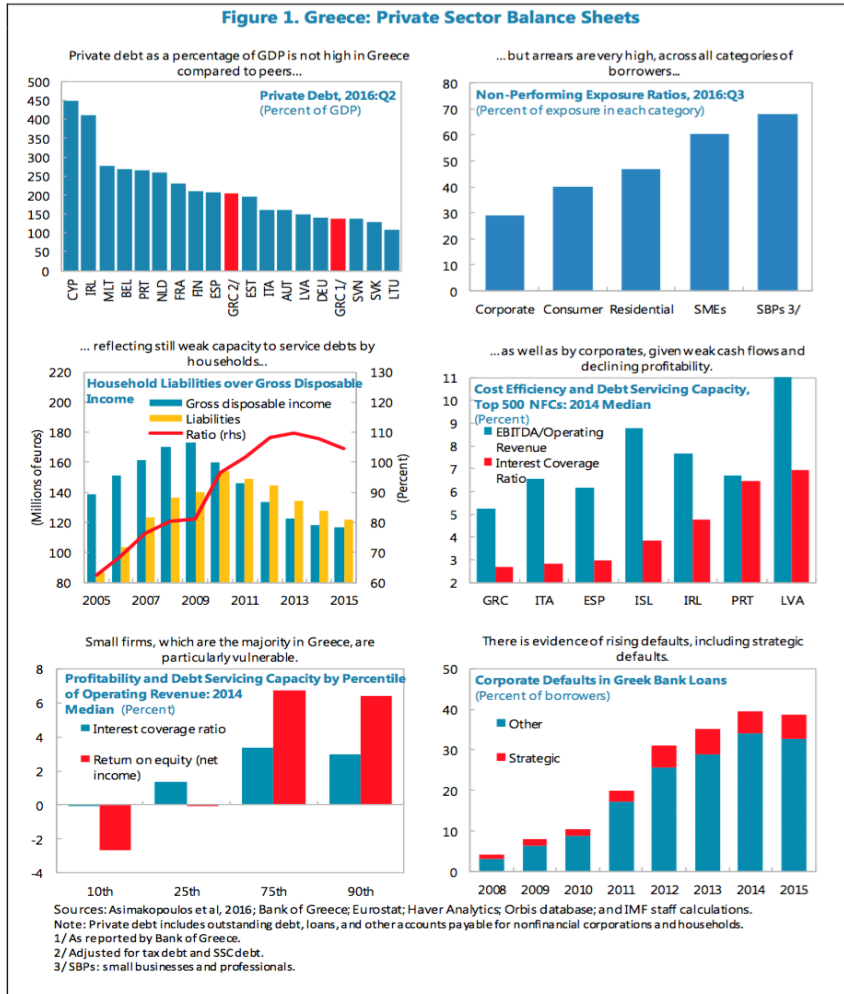 Figure 1. Greece: Private Sector Balance Sheets
Private debt as a percentage of GDP is not high in Greece
compared to peers...
500
450
400
350
300
250
200
150
100
50
0
Private Debt, 2016:Q2
(Percent of GDP)
CYP
IRL
MLT
BEL
PRT
NLD
FRA
FIN
ESP
GRC 2/
EST
ITA
AUT
LVA
DEU
GRC 1/
SVN
SVK
LTU
...but arrears are very high, across all categories of
borrowers...
80
70
60
50
40
30
20
10
0
Non-Performing Exposure Ratios, 2016:Q3
(Percent of exposure in each category)
Corporate Consumer Residential SMEs SBPs 3/
... reflecting still weak capacity to service debts by
households...
220
200
180
160
140
120
100
80
(Millions of euros)
Household Liabilities over Gross Disposable
Income
Gross disposable income
Liabilities
Ratio (rhs)
130
120
110
100
90
80
70
60
(Percent)
2005 2007 2009 2011 2013 2015
...as well as by corporates, given weak cash flows and
declining profitability.
11
10
9
8
7
6
5
4
3
2
Cost Efficiency and Debt Servicing Capacity,
Top 500 NFCs: 2014 Median
(Percent)
EBITDA/Operating
Revenue
Interest Coverage
Ratio
GRC ITA ESP ISL IRL PRT LVA
Small firms, which are the majority in Greece, are
particularly vulnerable.
8
6
4
2
0
-2
-4
Profitability and Debt Servicing Capacity by Percentile
of Operating Revenue: 2014
Median (Percent)
Interest coverage ratio
Return on equity (net
income)
10th 25th 75th 90th
There is evidence of rising defaults, including strategic
defaults.
50
40
30
20
10
0
Corporate Defaults in Greek Bank Loans
(Percent of borrowers)
Other
Strategic
2008 2009 2010 2011 2012 2013 2014 2015
Sources: Asimakopoulos et al, 2016; Bank of Greece; Eurostat; Haver Analytics; Orbis database; and IMF staff calculations.
Note: Private debt includes outstanding debt, loans, and other accounts payable for nonfinancial corporations and households.
1/ As reported by Bank of Greece.
2/ Adjusted for tax debt and SSC debt.
3/ SBPs: small businesses and professionals.